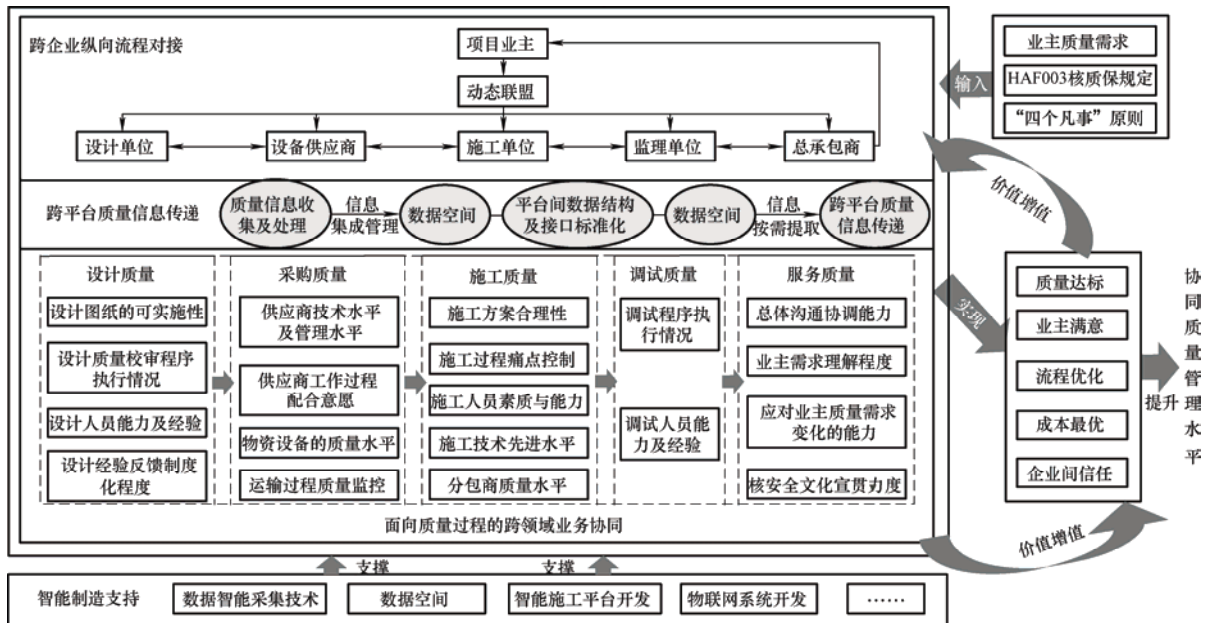 跨企业纵向流程对接
项目业主
动态联盟
设计单位
设备供应商
施工单位
监理单位
总承包商
业主质量需求
HAF003核质保规定
“四个凡事”原则
输入
跨平台质量信息传递
质量信息收
集及处理
信息
集成管理
数据空间
平台间数据结构
及接口标准化
数据空间
信息
按需提取
跨平台质量
信息传递
价值增值
设计质量
设计图纸的可实施性
设计质量校审程序
执行情况
设计人员能力及经验
设计经验反馈制度
化程度
采购质量
供应商技术水平
及管理水平
供应商工作过程
配合意愿
物资设备的质量水平
运输过程质量监控
施工质量
施工方案合理性
施工过程痛点控制
施工人员素质与能力
施工技术先进水平
分包商质量水平
调试质量
调试程序执
行情况
调试人员能
力及经验
服务质量
总体沟通协调能力
业主需求理解程度
应对业主质量需求
变化的能力
核安全文化宣贯力度
面向质量过程的跨领域业务协同
实现
质量达标
业主满意
流程优化
成本最优
企业间信任
提升
协同质量管理水平
价值增值
支撑
支撑
智能制造支持
数据智能采集技术
数据空间
智能施工平台开发
物联网系统开发
……